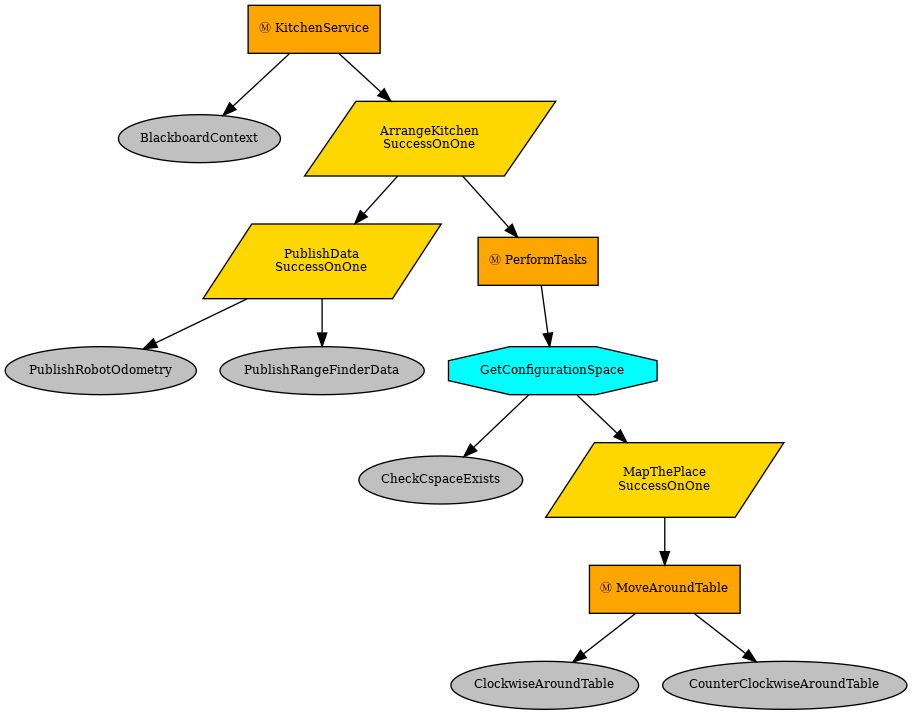 Ⓜ KitchenService
BlackboardContext
ArrangeKitchen
SuccessOnOne
PublishData
SuccessOnOne
Ⓜ PerformTasks
PublishRobotOdometry
PublishRangeFinderData
GetConfigurationSpace
CheckCspaceExists
MapThePlace
SuccessOnOne
Ⓜ MoveAroundTable
ClockwiseAroundTable
CounterClockwiseAroundTable